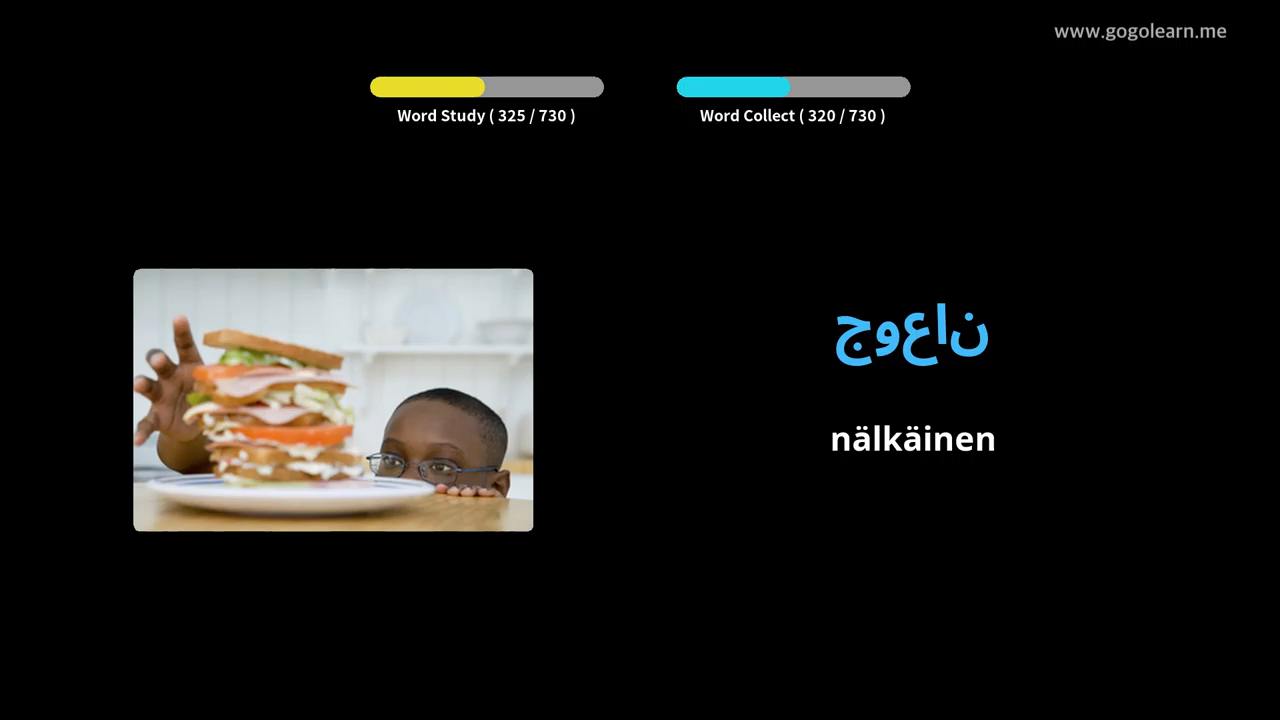 www.gogolearn.me
Word Study ( 325 / 730 )
Word Collect ( 320 / 730 )
جوعان
nälkäinen